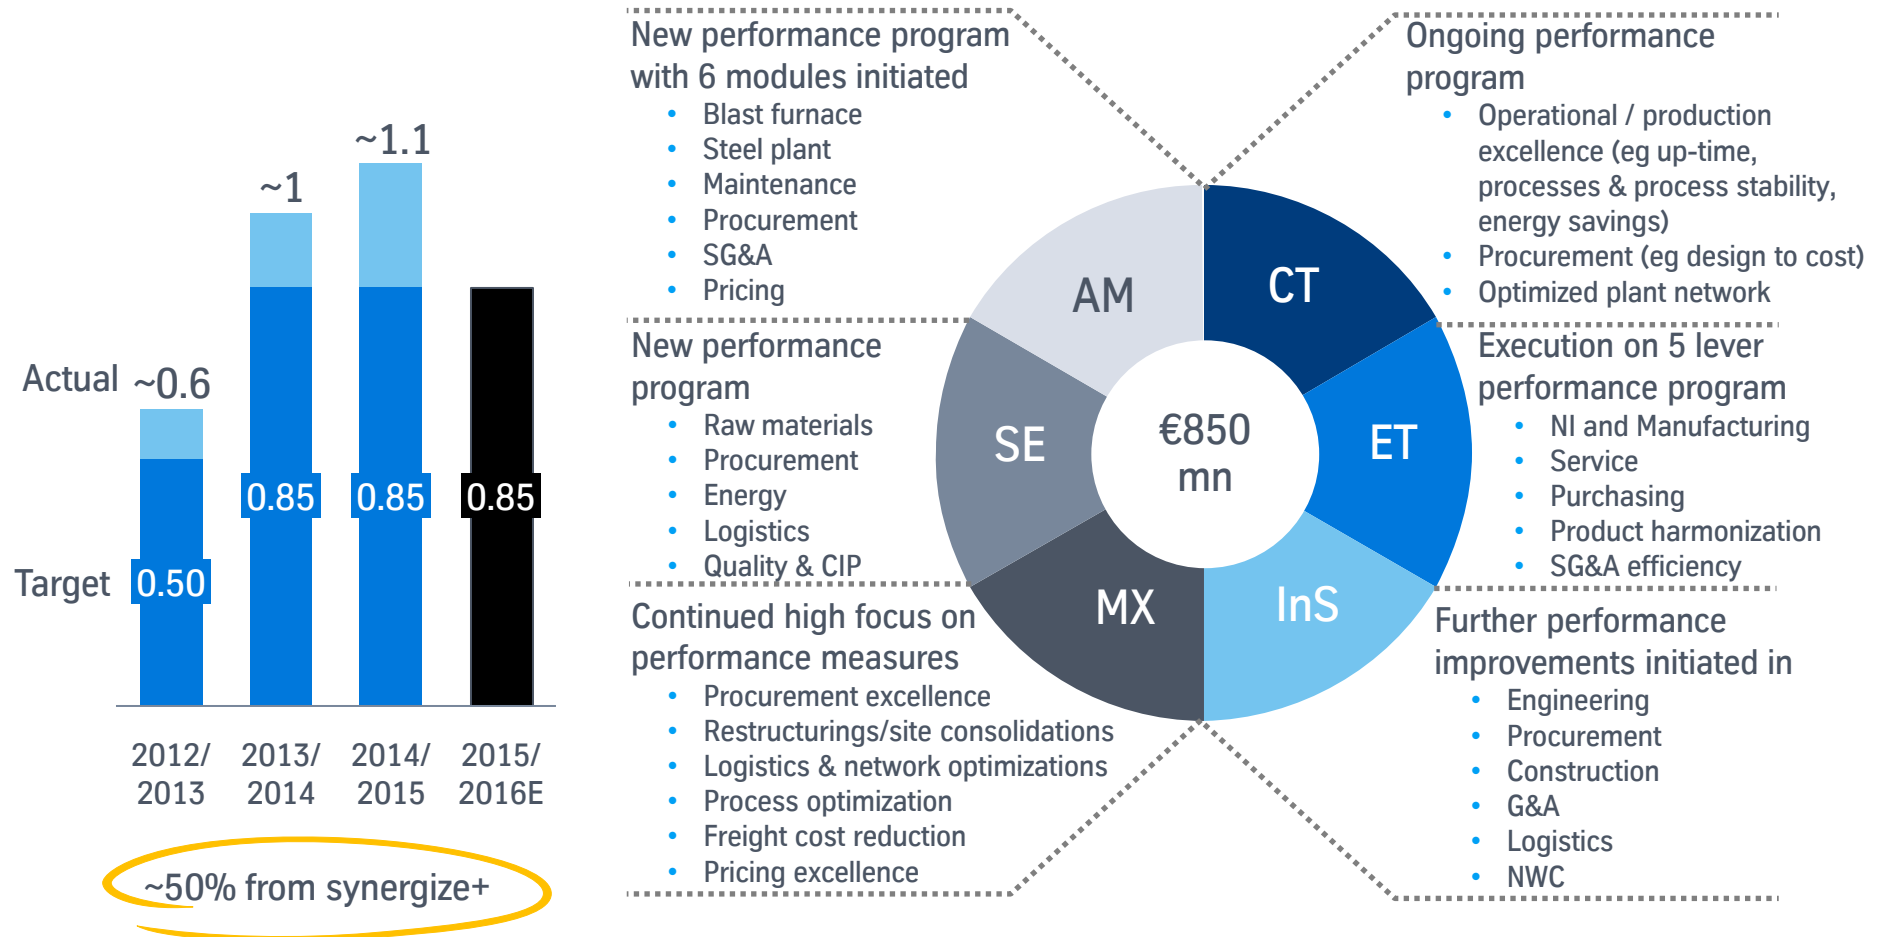 ~1.1
~1
Actual ~0.6
0.85
0.85
0.85
Target 0.50
2012/
2013
2013/
2014
2014/
2015
2015/
2016E
~50% from synergize+
New performance program
with 6 modules initiated
• Blast furnace
• Steel plant
• Maintenance
• Procurement
• SG&A
• Pricing
New performance
program
• Raw materials
• Procurement
• Energy
• Logistics
• Quality & CIP
Continued high focus on
performance measures
• Procurement excellence
• Restructurings/site consolidations
• Logistics & network optimizations
• Process optimization
• Freight cost reduction
• Pricing excellence
AM
CT
SE
€850
mn
ET
MX
InS
Ongoing performance
program
• Operational / production
excellence (eg up-time,
processes & process stability,
energy savings)
• Procurement (eg design to cost)
• Optimized plant network
Execution on 5 lever
performance program
• NI and Manufacturing
• Service
• Purchasing
• Product harmonization
• SG&A efficiency
Further performance
improvements initiated in
• Engineering
• Procurement
• Construction
• G&A
• Logistics
• NWC